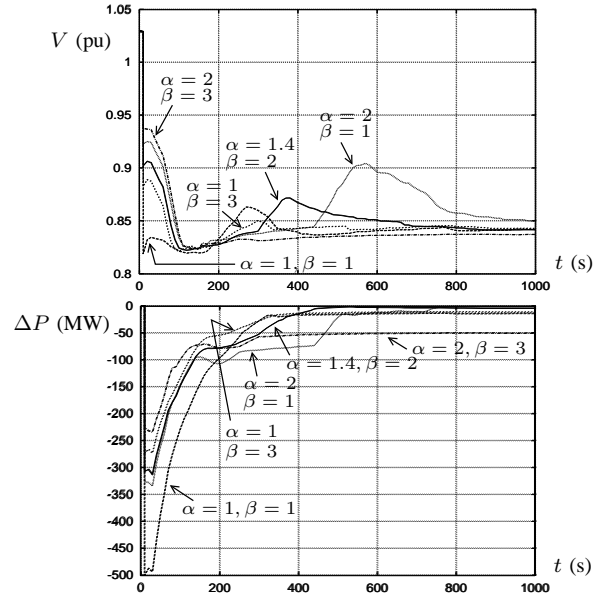 1.05
V (pu)
1
0.95
α = 2
β = 3
α = 2
β = 1
α = 1.4
β = 2
0.9
α = 1
β = 3
0.85
α = 1, β = 1
t (s)
0.8
0 200 400 600 800 1000
ΔP (MW)
0
-50
α = 2, β = 3
α = 1.4, β = 2
-100
α = 2
β = 1
-150
-200
α = 1
β = 3
-250
-300
-350
α = 1, β = 1
-400
-450
t (s)
-500
0 200 400 600 800 1000